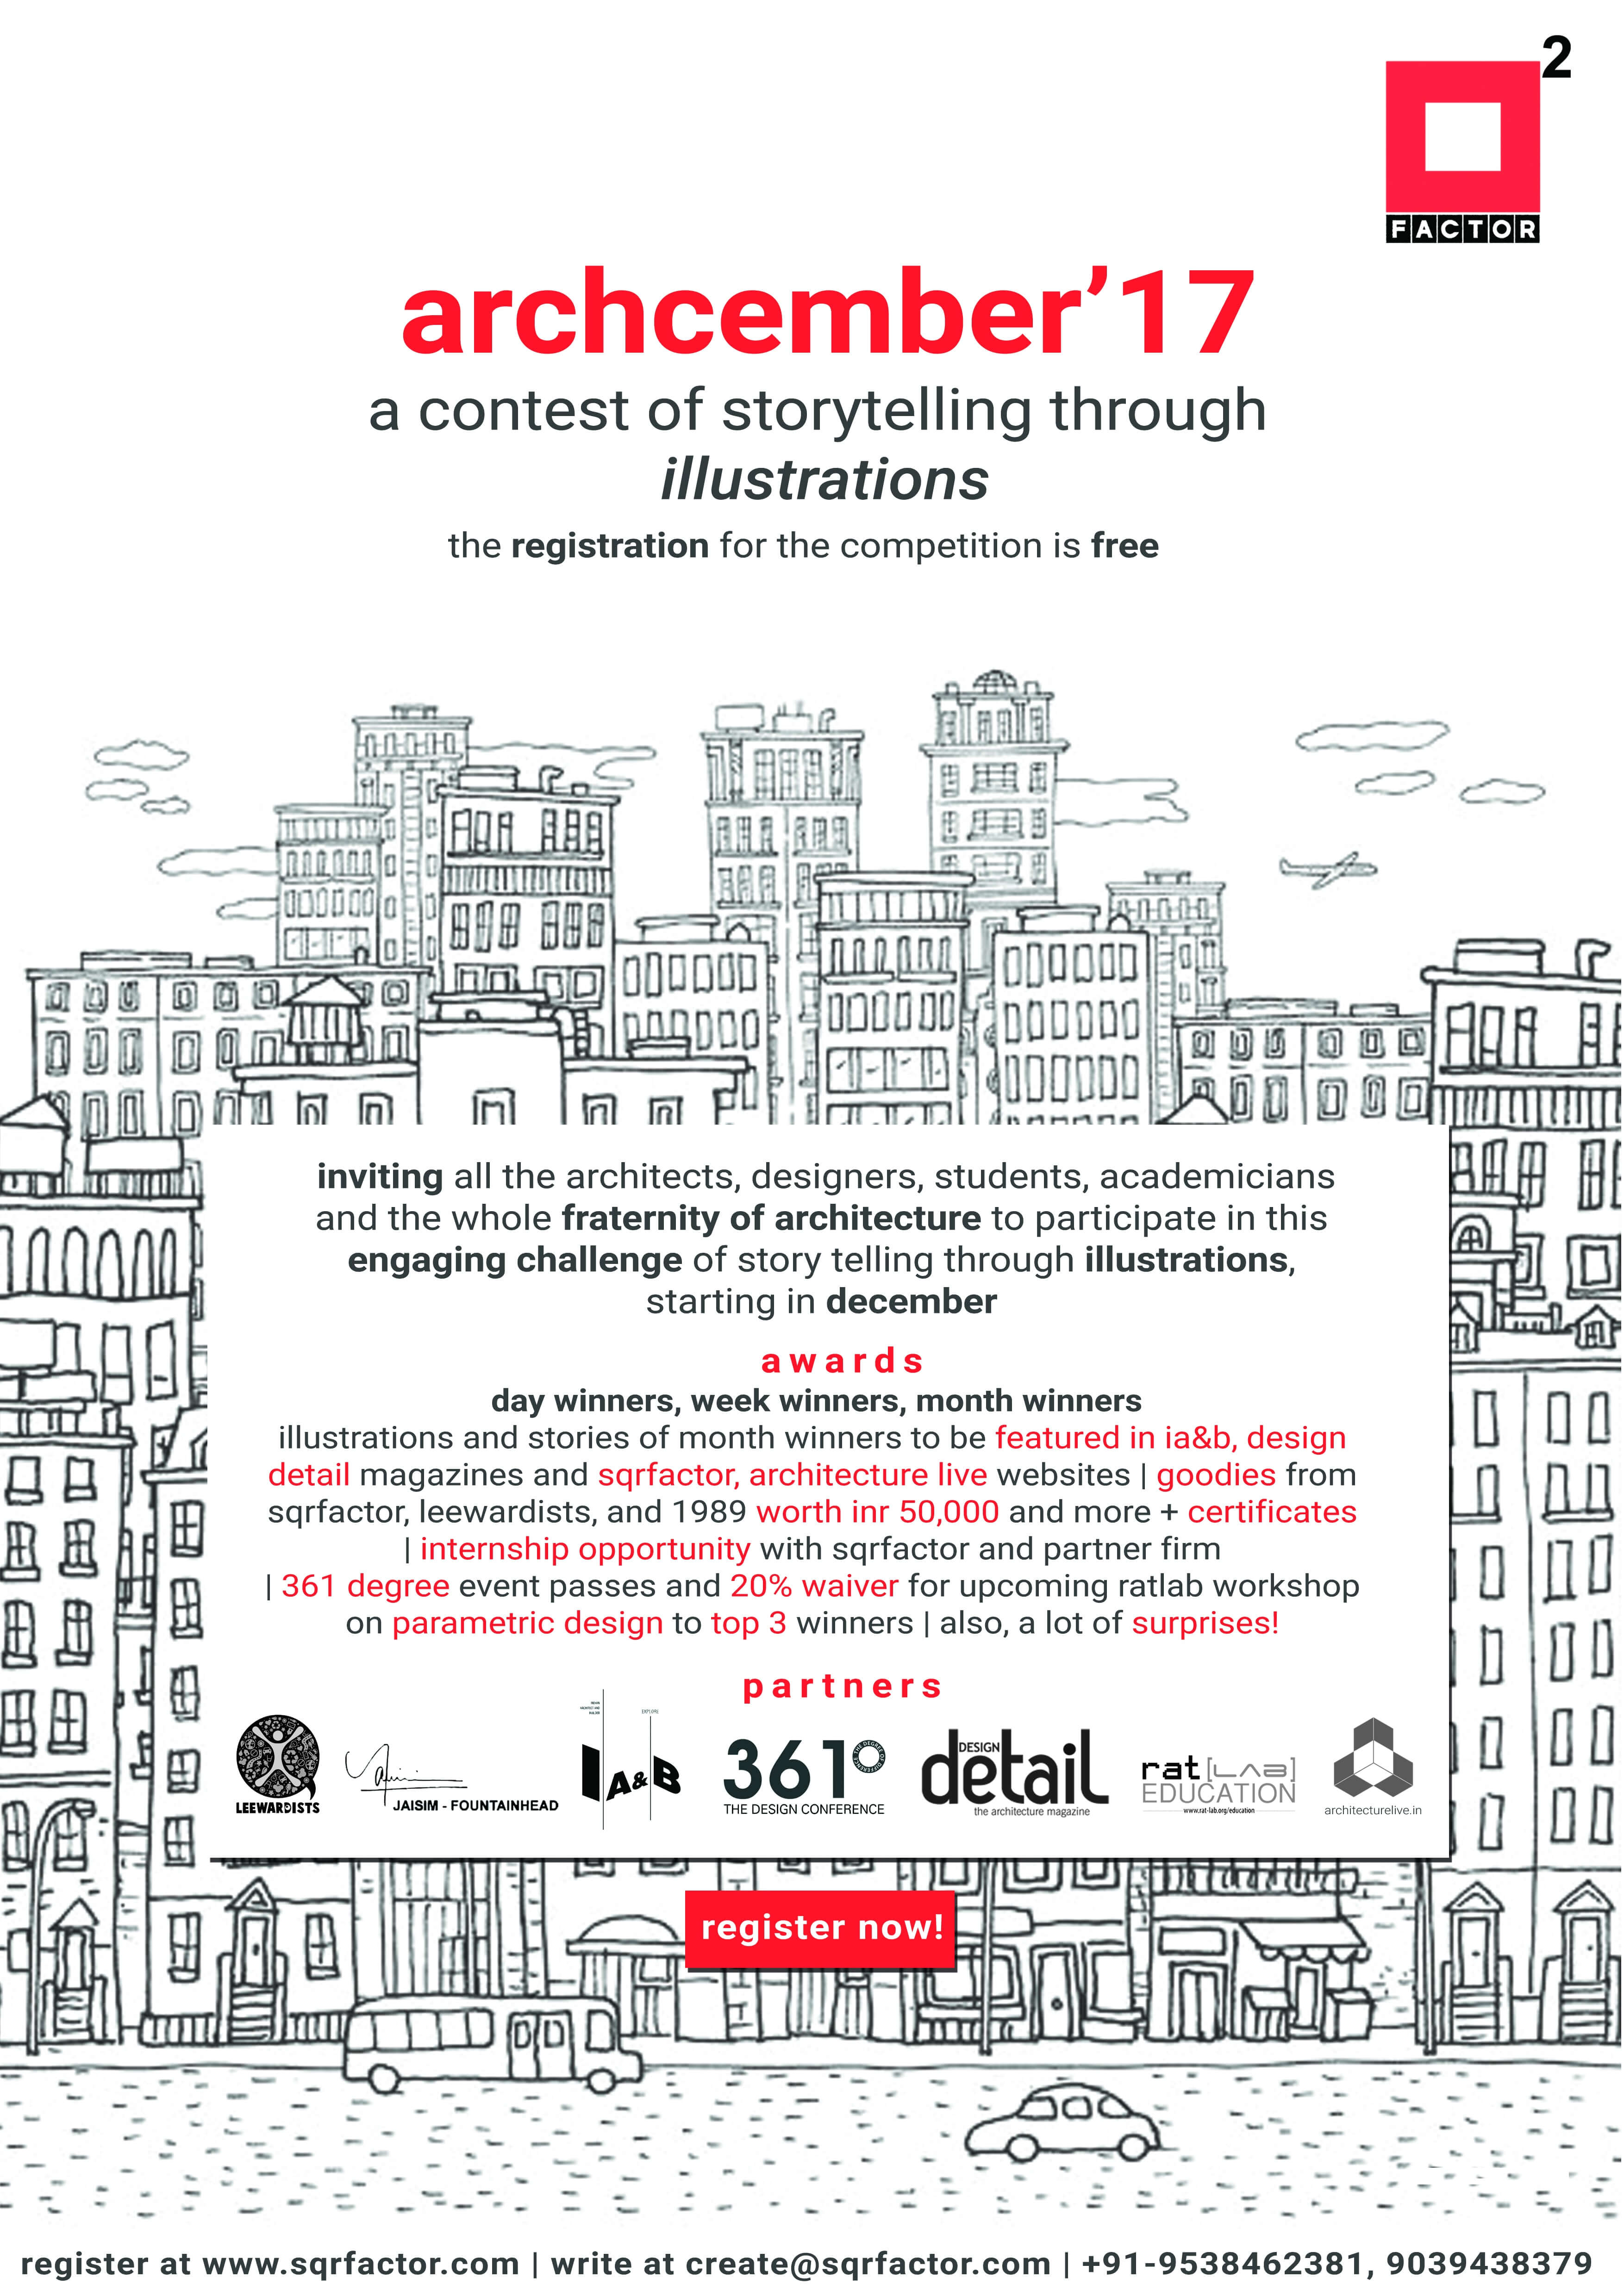 2
FACTOR
archcember’17
a contest of storytelling through
illustrations
the registration for the competition is free
inviting all the architects, designers, students, academicians
and the whole fraternity of architecture to participate in this
engaging challenge of story telling through illustrations,
starting in december
awards
day winners, week winners, month winners
illustrations and stories of month winners to be featured in ia&b, design
detail magazines and sqrfactor, architecture live websites | goodies from
sqrfactor, leewardists, and 1989 worth inr 50,000 and more + certificates
| internship opportunity with sqrfactor and partner firm
| 361 degree event passes and 20% waiver for upcoming ratlab workshop
on parametric design to top 3 winners | also, a lot of surprises!
partners
LEEWARDISTS
JAISIM - FOUNTAINHEAD
IA&B
361°
THE DESIGN CONFERENCE
DESIGN
detail
the architecture magazine
rat[LAB]
EDUCATION
www.rat-lab.org/education
architecturelive.in
register now!
register at www.sqrfactor.com | write at create@sqrfactor.com | +91-9538462381, 9039438379